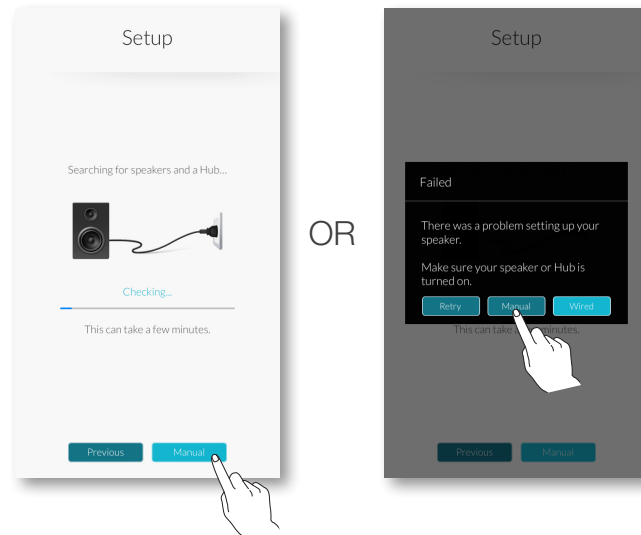 Setup
Searching for speakers and a Hub...
Checking...
This can take a few minutes.
Previous
Manual
OR
Setup
Failed
There was a problem setting up your
speaker.
Make sure your speaker or Hub is
turned on.
Retry
Manual
Wired
This can take minutes.
Previous
Manual